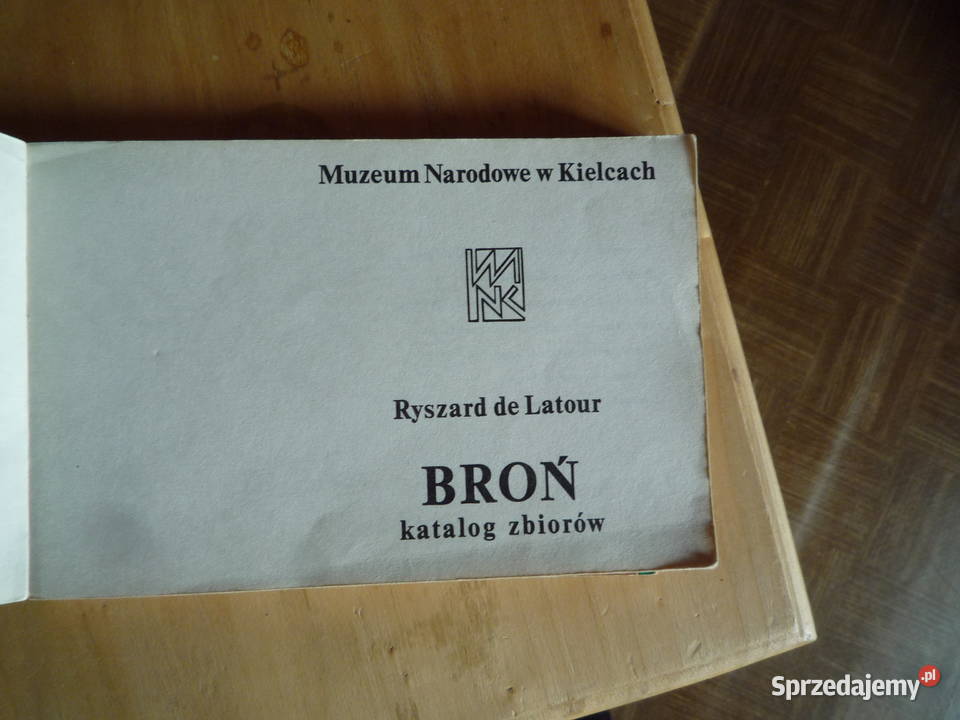 Muzeum Narodowe w Kielcach
MNK
Ryszard de Latour
BROŃ
katalog zbiorów
Sprzedajemy.pl